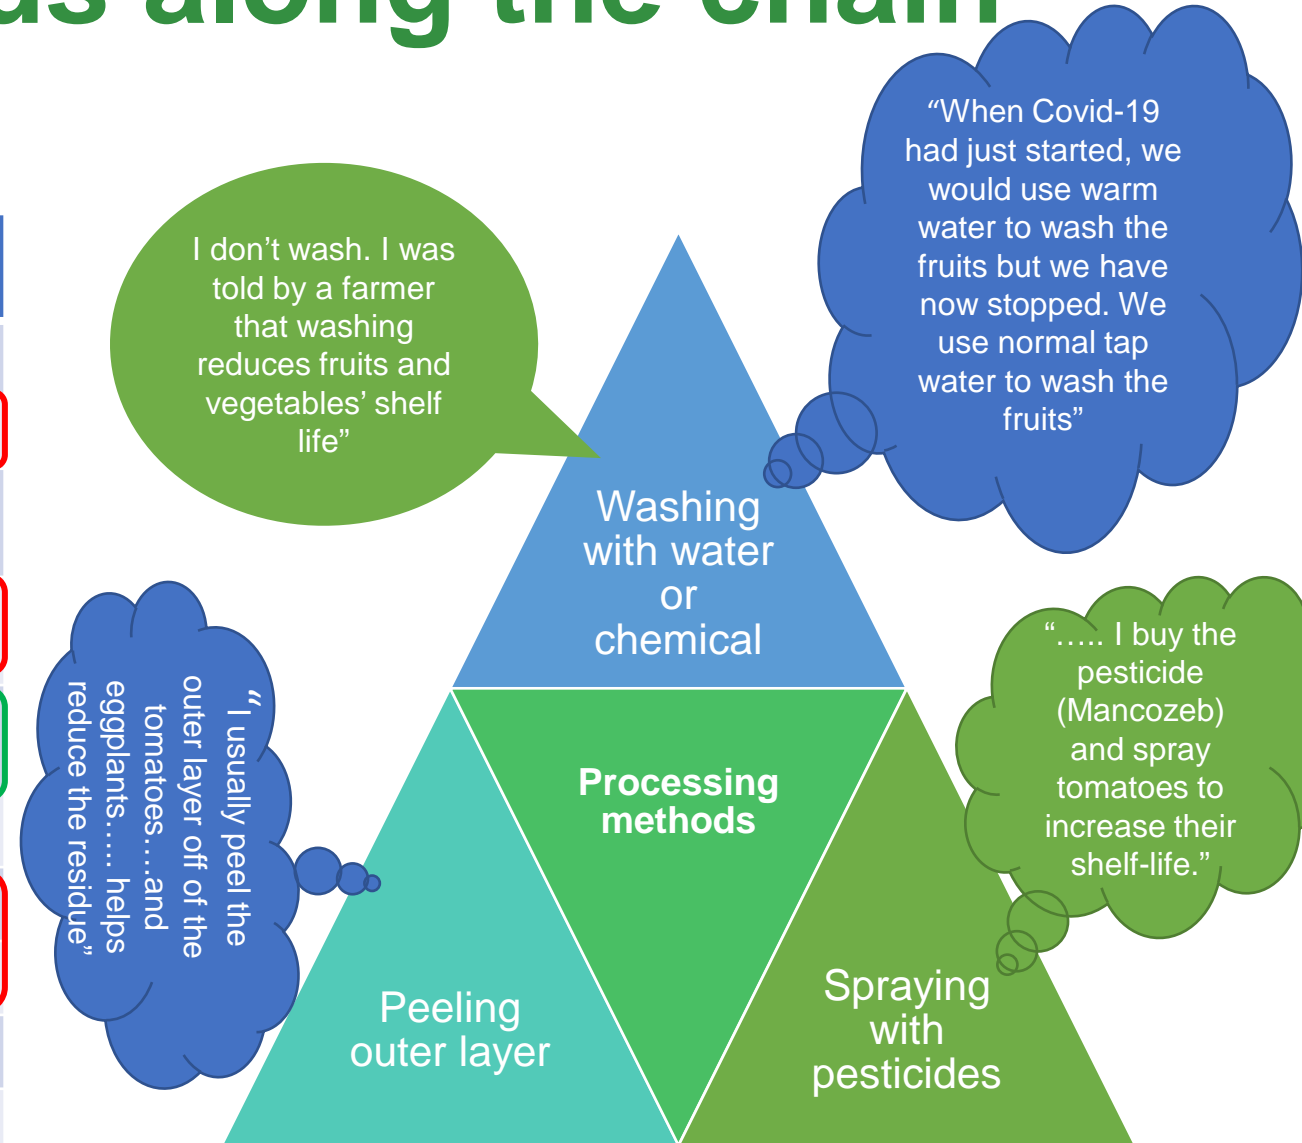 along the chain
I don’t wash. I was
told by a farmer
that washing
reduces fruits and
vegetables’ shelf
life”
“When Covid-19
had just started, we
would use warm
water to wash the
fruits but we have
now stopped. We
use normal tap
water to wash the
fruits”
Washing
with water
or
chemical
“I usually peel the
outer layer off of the
tomatoes.....and
eggplants..... helps
reduce the residue”
“..... I buy the
pesticide
(Mancozeb)
and spray
tomatoes to
increase their
shelf-life.”
Processing
methods
Peeling
outer layer
Spraying
with
pesticides